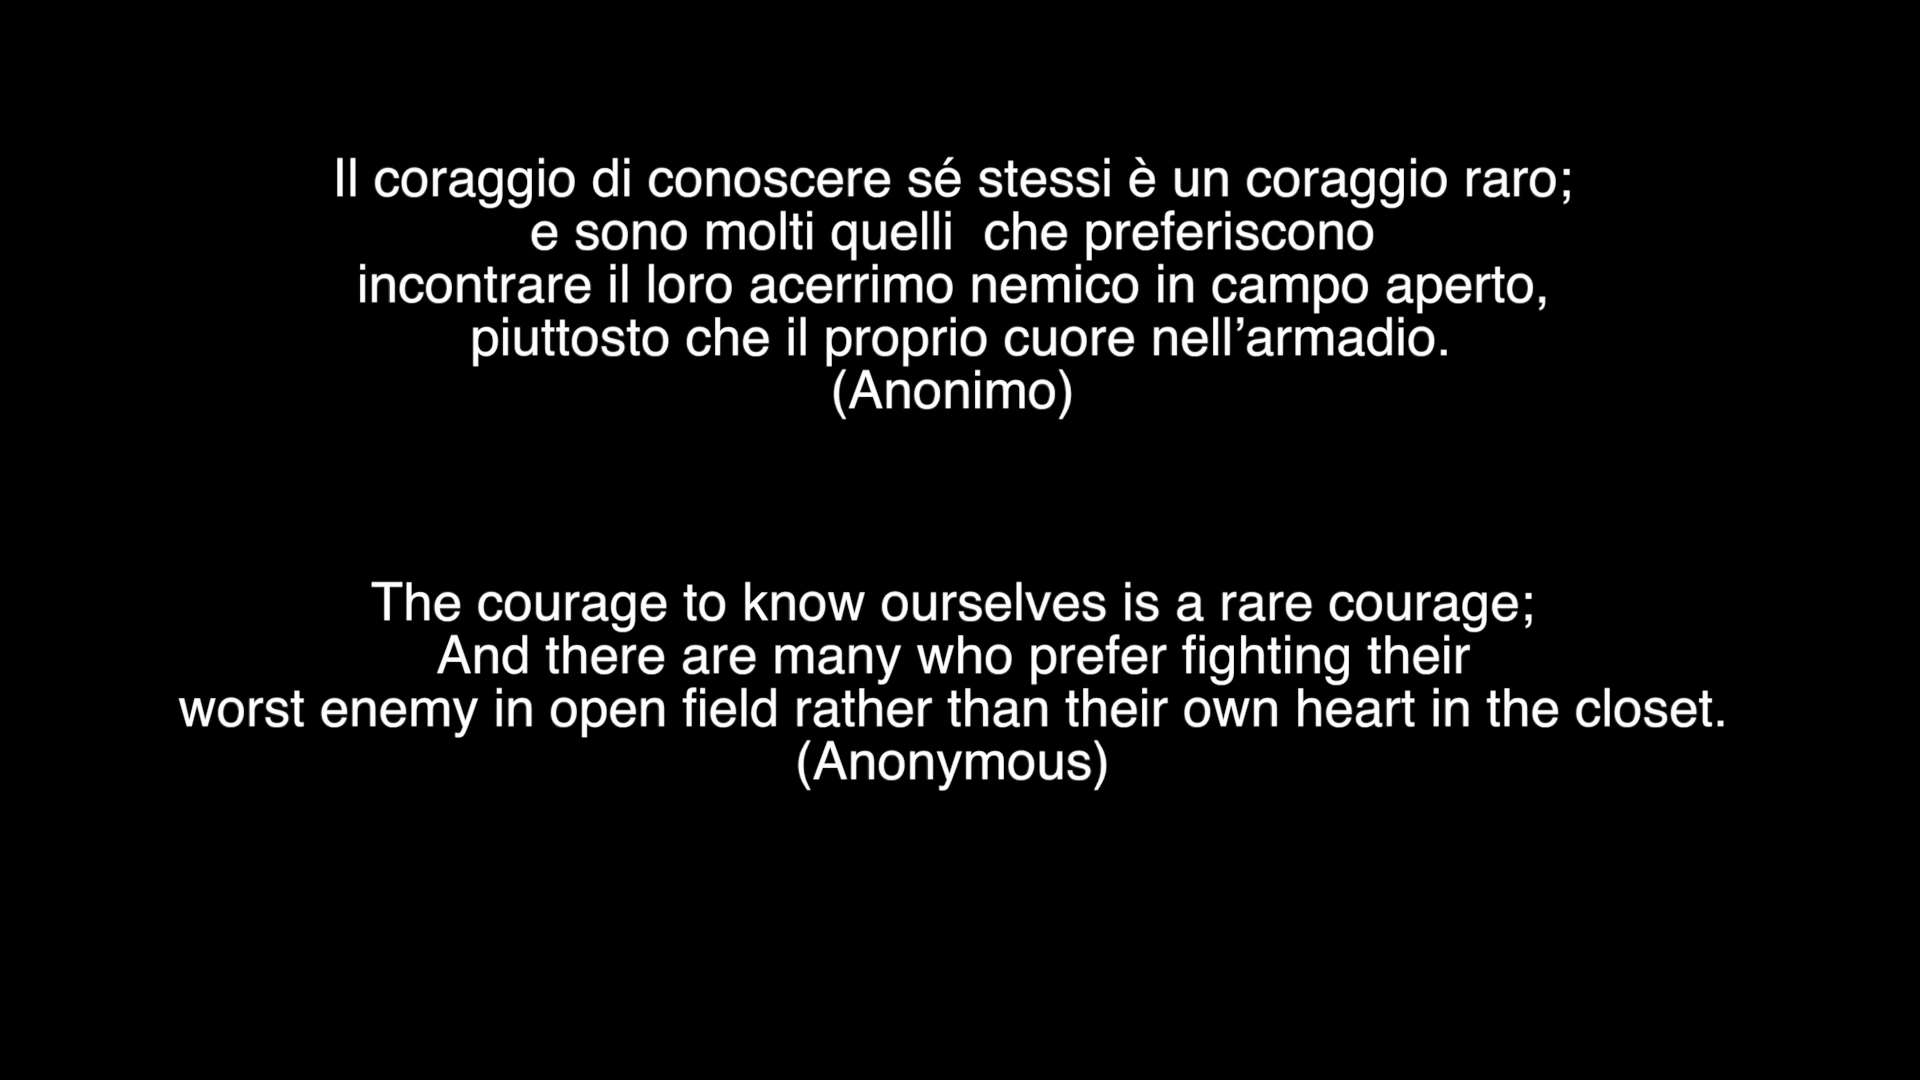 Il coraggio di conoscere sé stessi è un coraggio raro;
e sono molti quelli  che preferiscono
incontrare il loro acerrimo nemico in campo aperto,
piuttosto che il proprio cuore nell’armadio.
(Anonimo)
The courage to know ourselves is a rare courage;
And there are many who prefer fighting their
worst enemy in open field rather than their own heart in the closet.
(Anonymous)